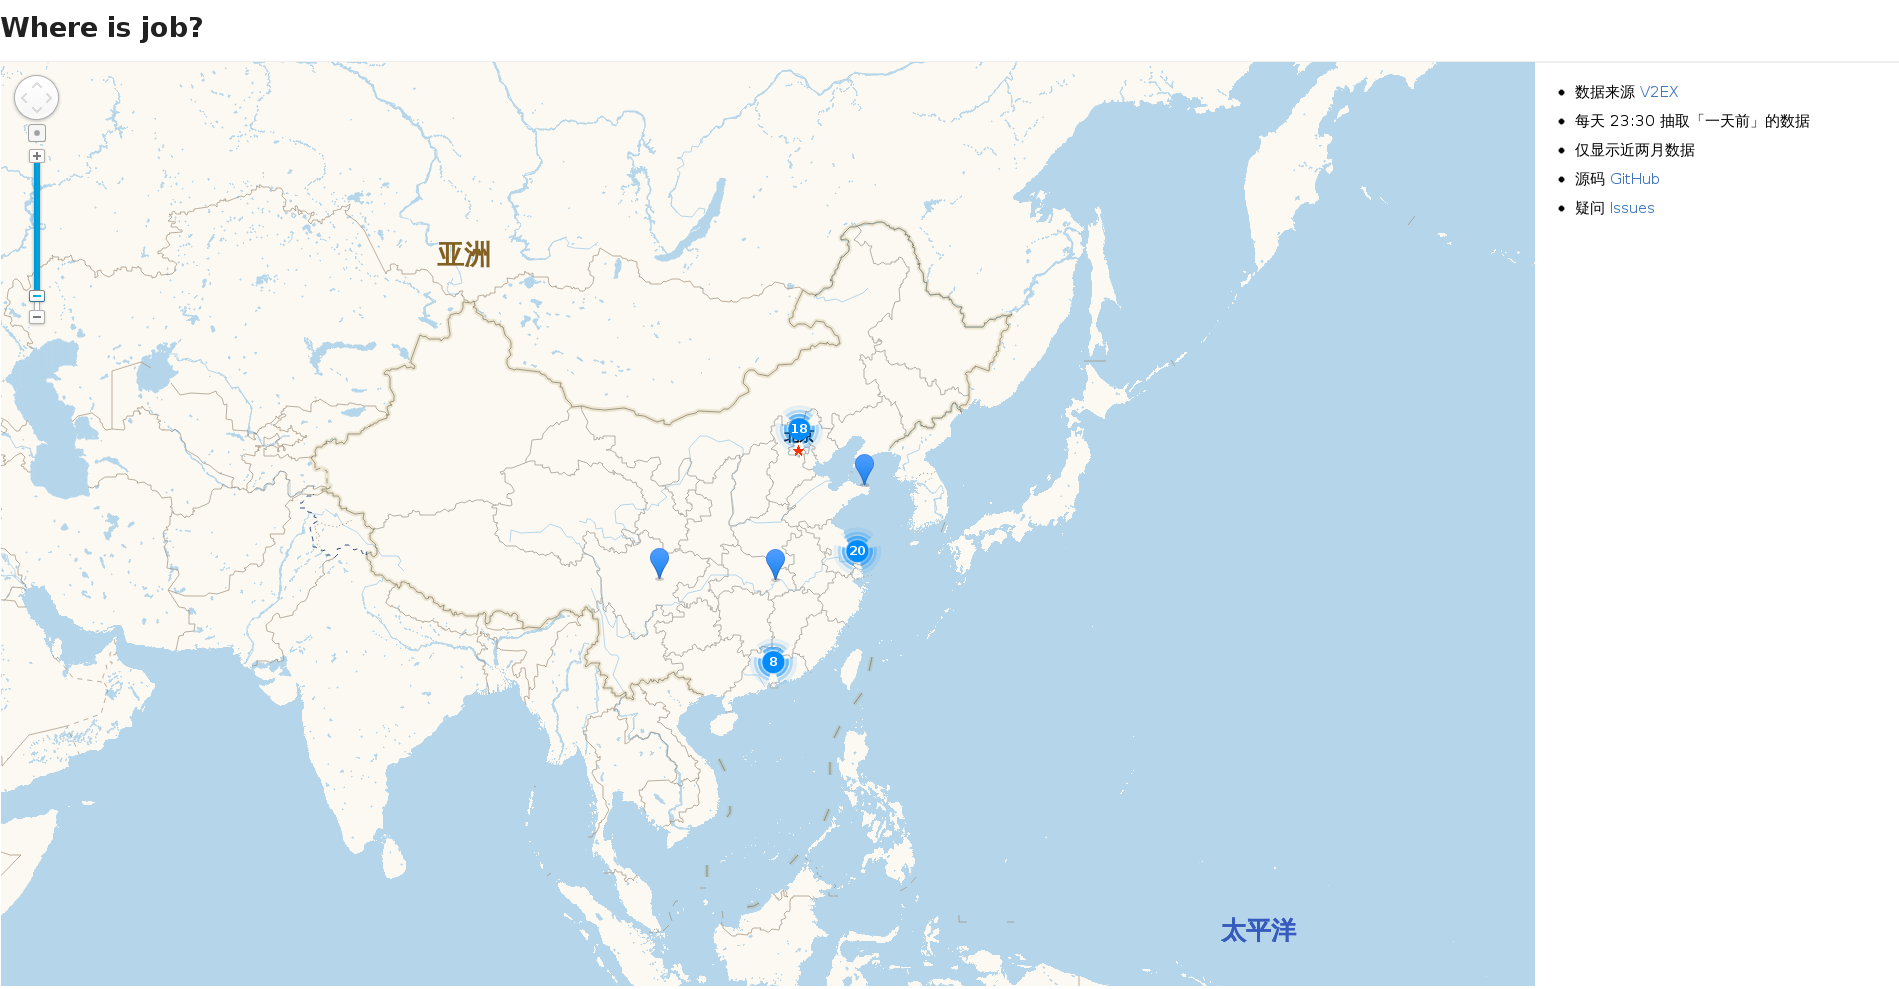 Where is job?
数据来源 V2EX
每天 23:30 抽取「一天前」的数据
仅显示近两月数据
源码 GitHub
疑问 Issues
亚洲
18
北京
20
8
太平洋